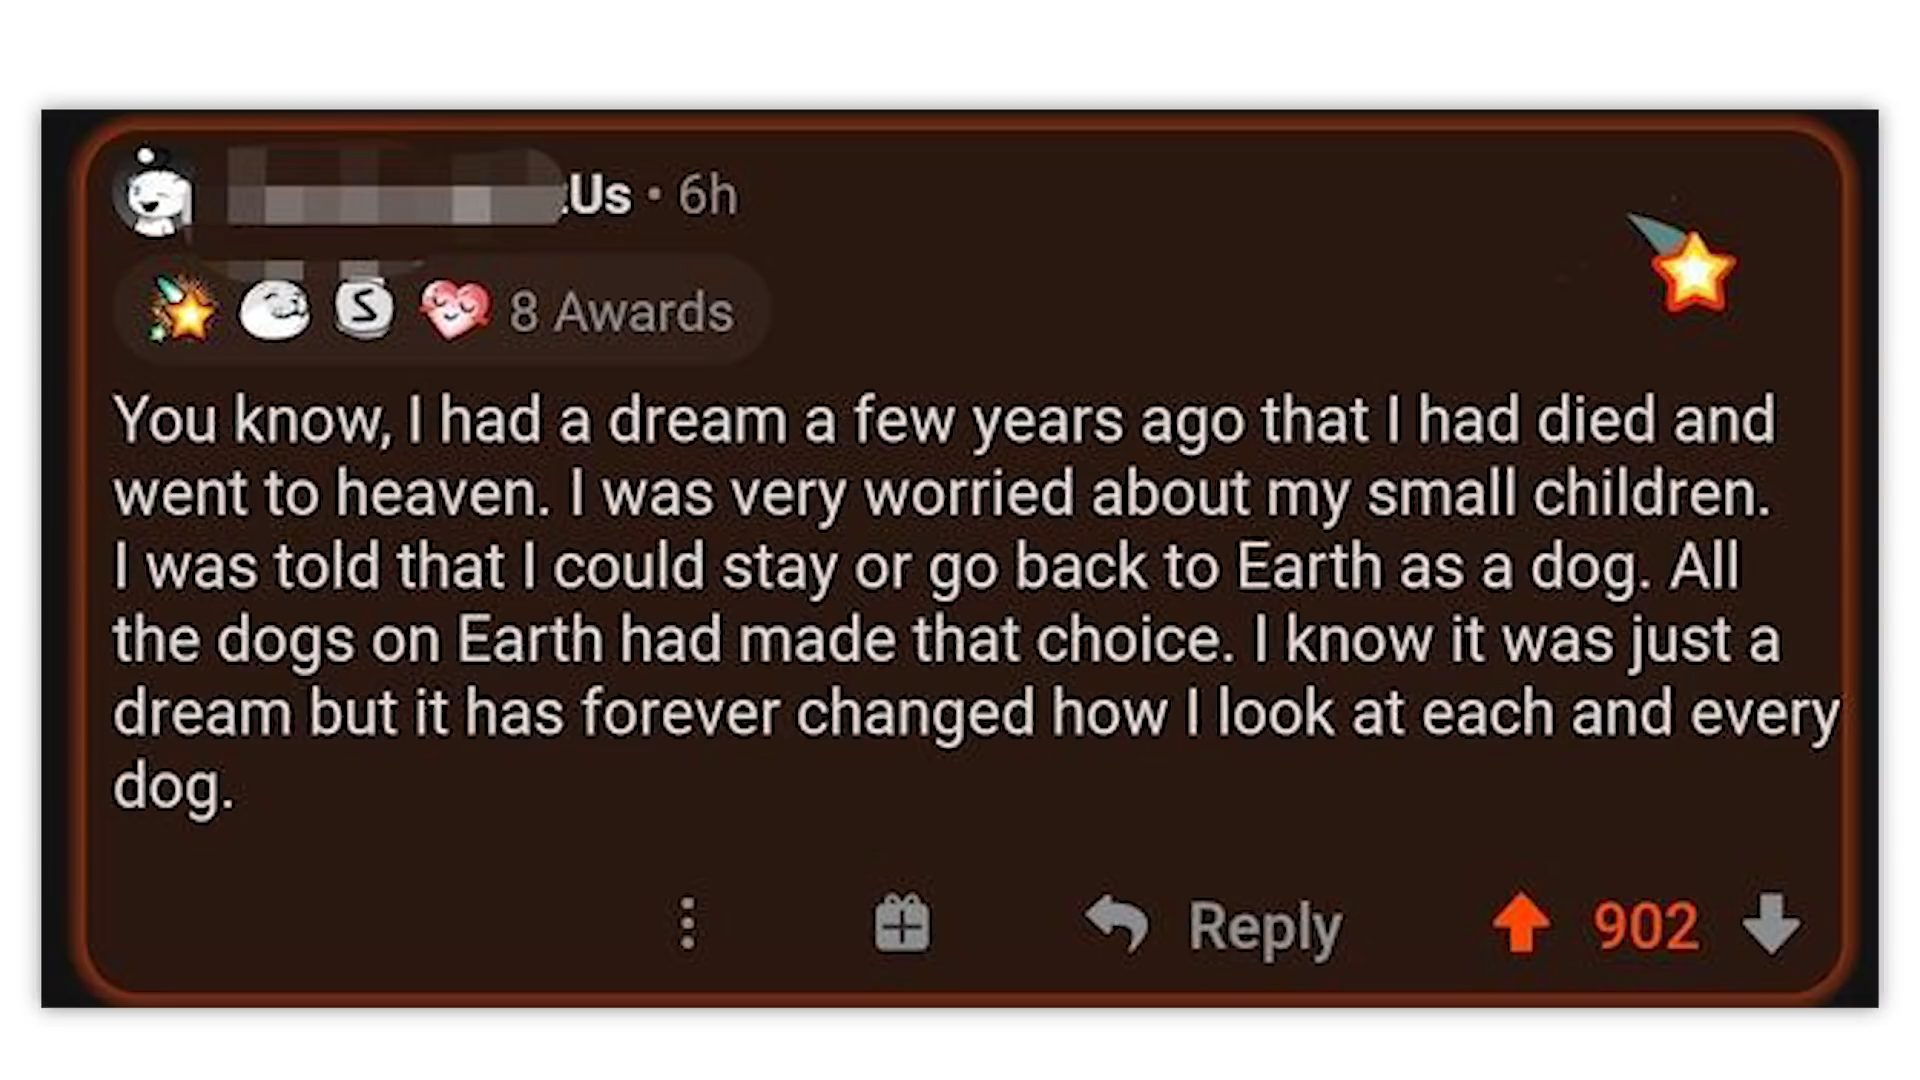 Us • 6h
S 8 Awards
You know, I had a dream a few years ago that I had died and
went to heaven. I was very worried about my small children.
I was told that I could stay or go back to Earth as a dog. All
the dogs on Earth had made that choice. I know it was just a
dream but it has forever changed how I look at each and every
dog.
Reply 902